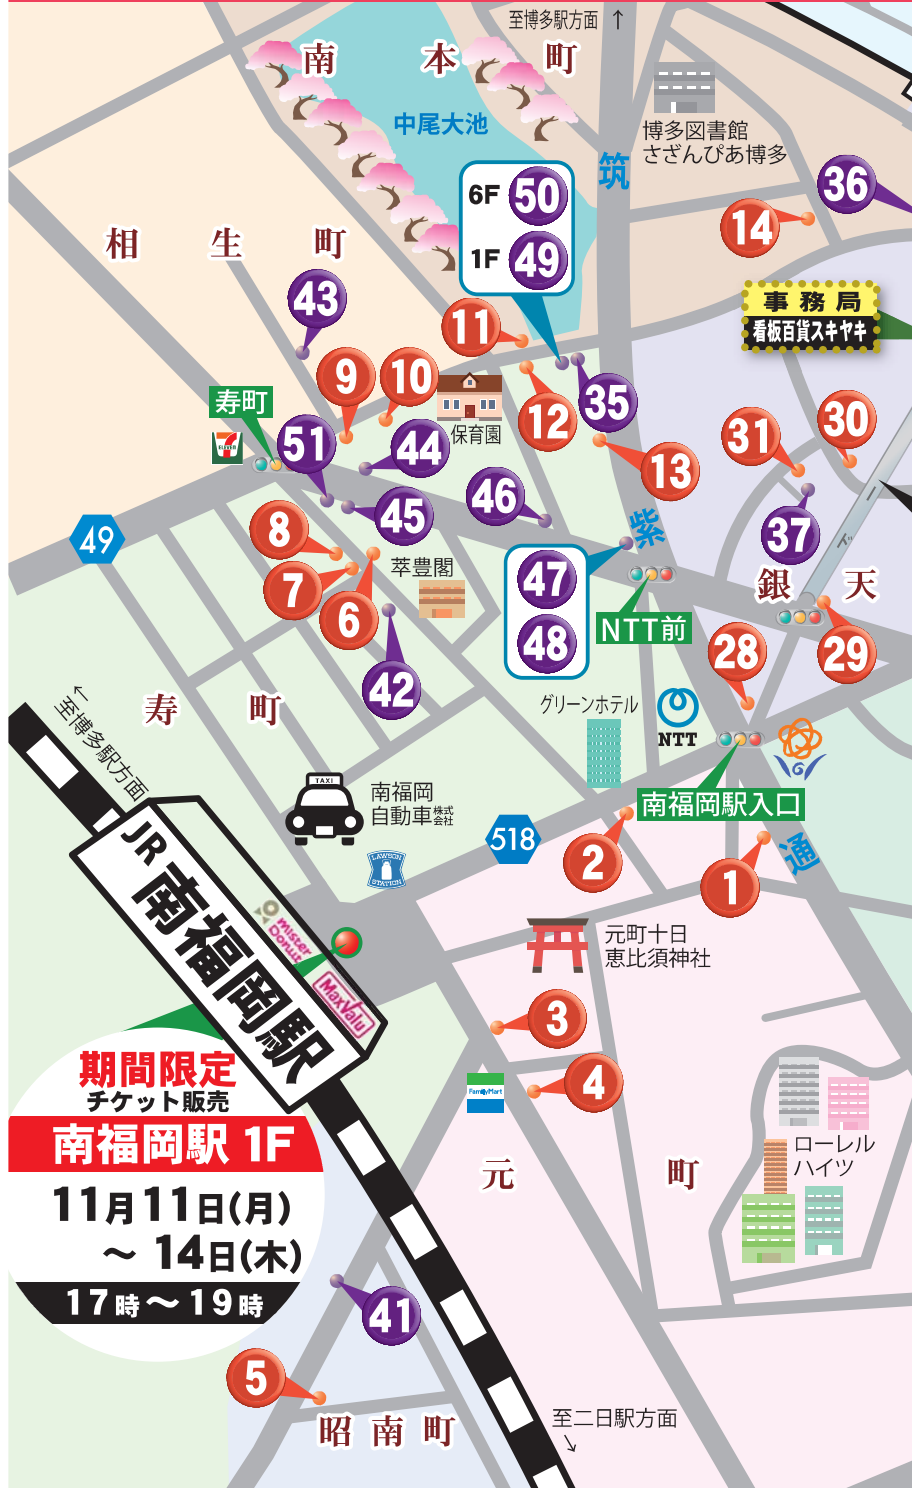 至博多駅方面 ↑
南 本 町
中尾大池
博多図書館
さざんぴあ博多
筑
36
14
6F 50
1F 49
相 生 町
43
11
事務局
看板百貨スキヤキ
9
10
保育園
12
35
寿町
7
ELEVEN
51
44
13
31
30
46
45
37
49
8
7
6
萃豊閣
紫
47
48
NTT前
銀 天
28
29
42
グリーンホテル
NTT
寿 町
←
至博多駅方面
TAXI
南福岡
自動車株式会社
LAWSON
STATION
518
南福岡駅入口
2
1
通
JR
南福岡駅
mister
Donut
MaxValu
元町十日
恵比須神社
3
4
FamilyMart
期間限定
チケット販売
南福岡駅 1F
11月11日(月)
～ 14日(木)
17時～19時
元 町
ローレル
ハイツ
41
5
昭南町
至二日駅方面